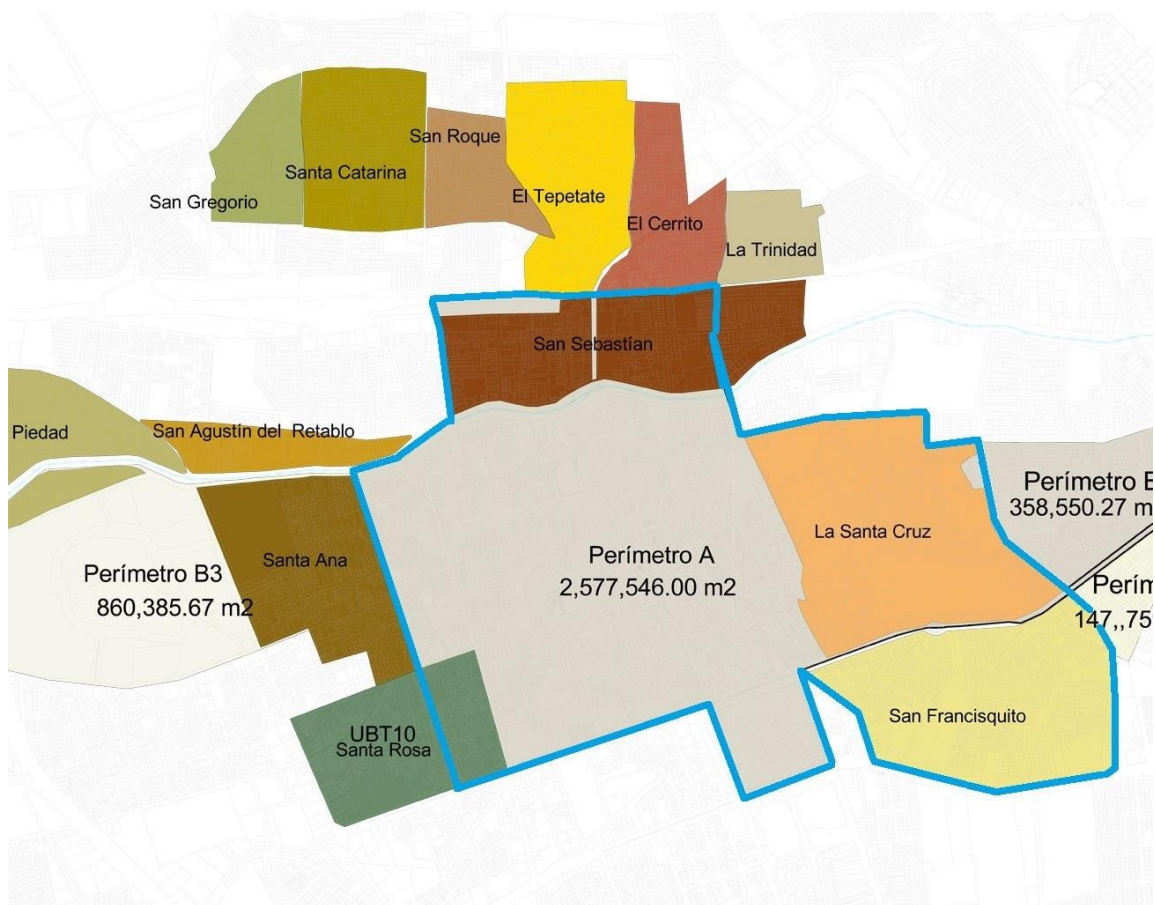 San Roque
Santa Catarina
San Gregorio
El Tepetate
El Cerrito
La Trinidad
San Sebastían
Piedad
San Agustín del Retablo
Perímetro E
358,550.27 m
La Santa Cruz
Santa Ana
Perímetro A
2,577,546.00 m2
Perímetro B3
860,385.67 m2
Perím
147,,75
San Francisquito
UBT10
Santa Rosa